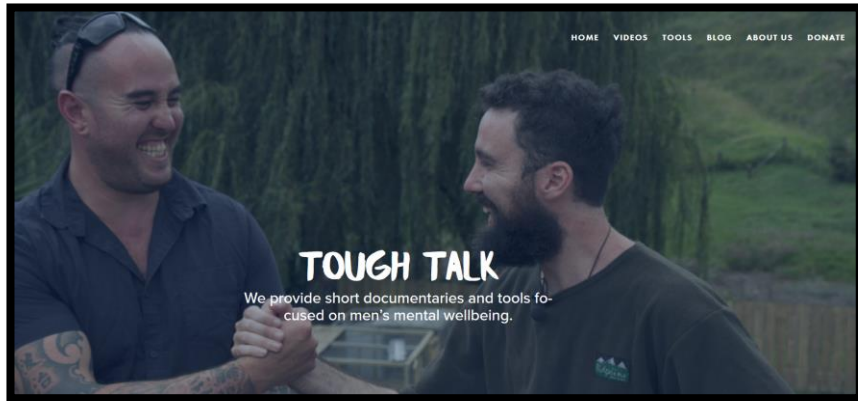 HOME VIDEOS TOOLS BLOG ABOUT US DONATE
TOUGH TALK
We provide short documentaries and tools fo-
cused on men's mental wellbeing.